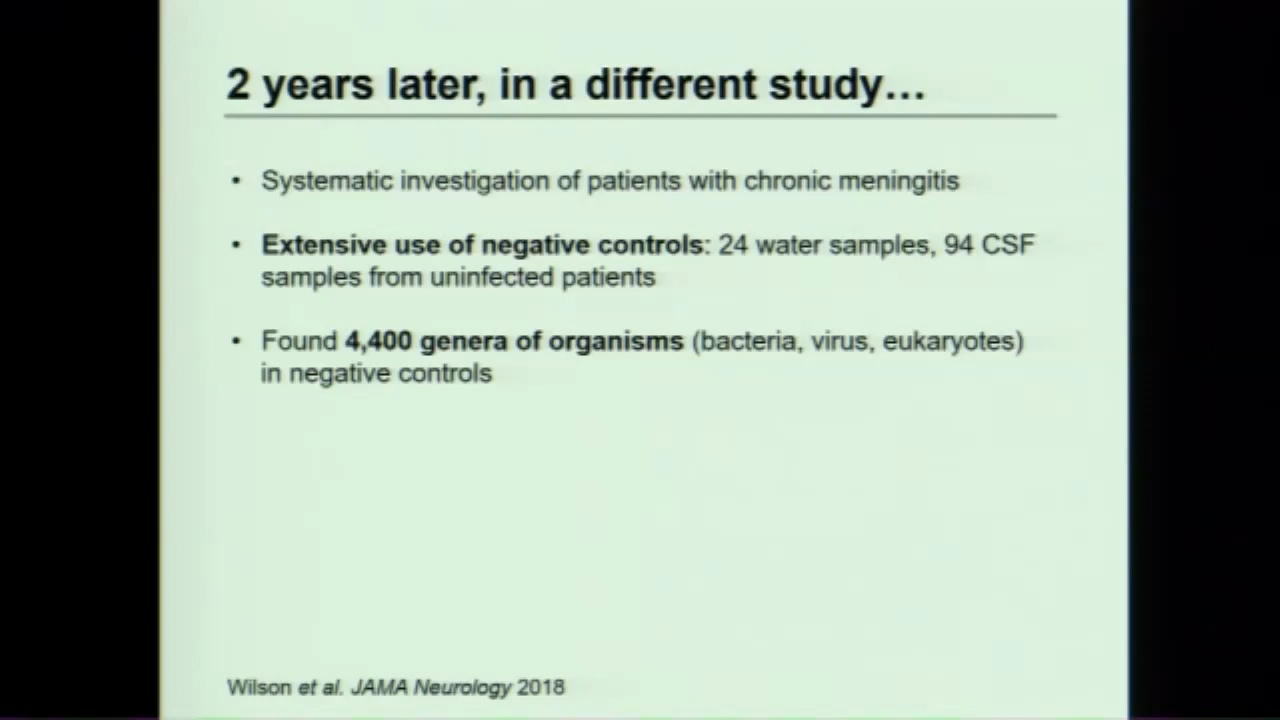 2 years later, in a different study…
• Systematic investigation of patients with chronic meningitis
• Extensive use of negative controls: 24 water samples, 94 CSF
samples from uninfected patients
• Found 4,400 genera of organisms (bacteria, virus, eukaryotes)
in negative controls
Wilson et al. JAMA Neurology 2018